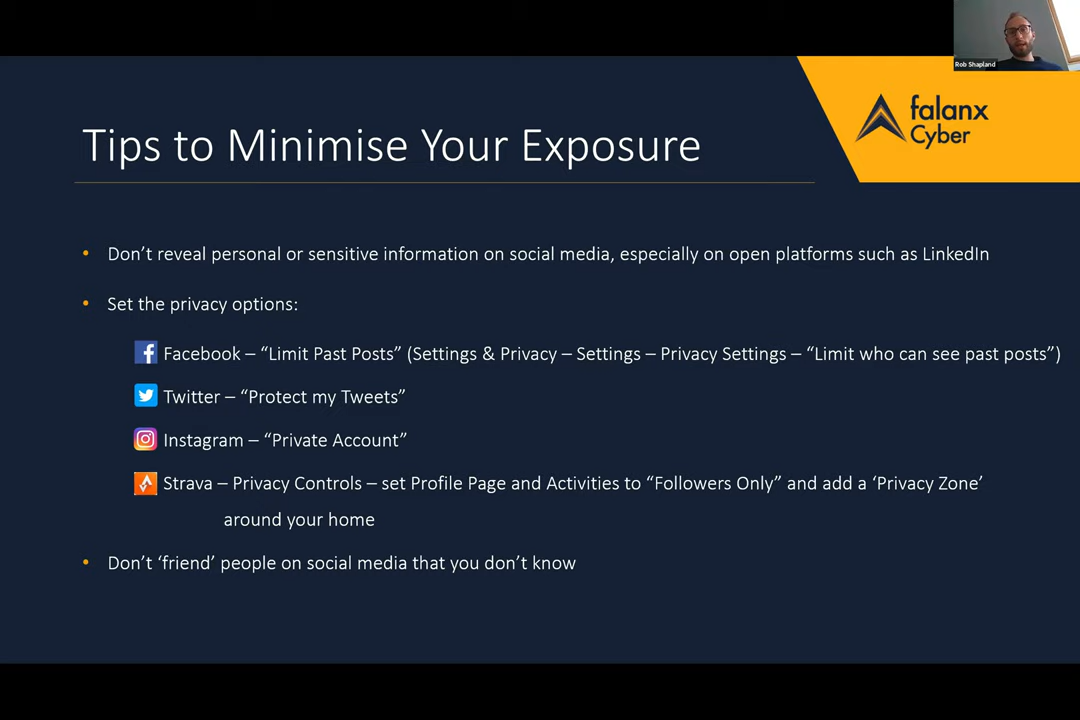 Rob Shapland
falanx
Cyber
Tips to Minimise Your Exposure
• Don’t reveal personal or sensitive information on social media, especially on open platforms such as LinkedIn
• Set the privacy options:
Facebook – “Limit Past Posts” (Settings & Privacy – Settings – Privacy Settings – “Limit who can see past posts”)
Twitter – “Protect my Tweets”
Instagram – “Private Account”
Strava – Privacy Controls – set Profile Page and Activities to “Followers Only” and add a ‘Privacy Zone’
around your home
• Don’t ‘friend’ people on social media that you don’t know